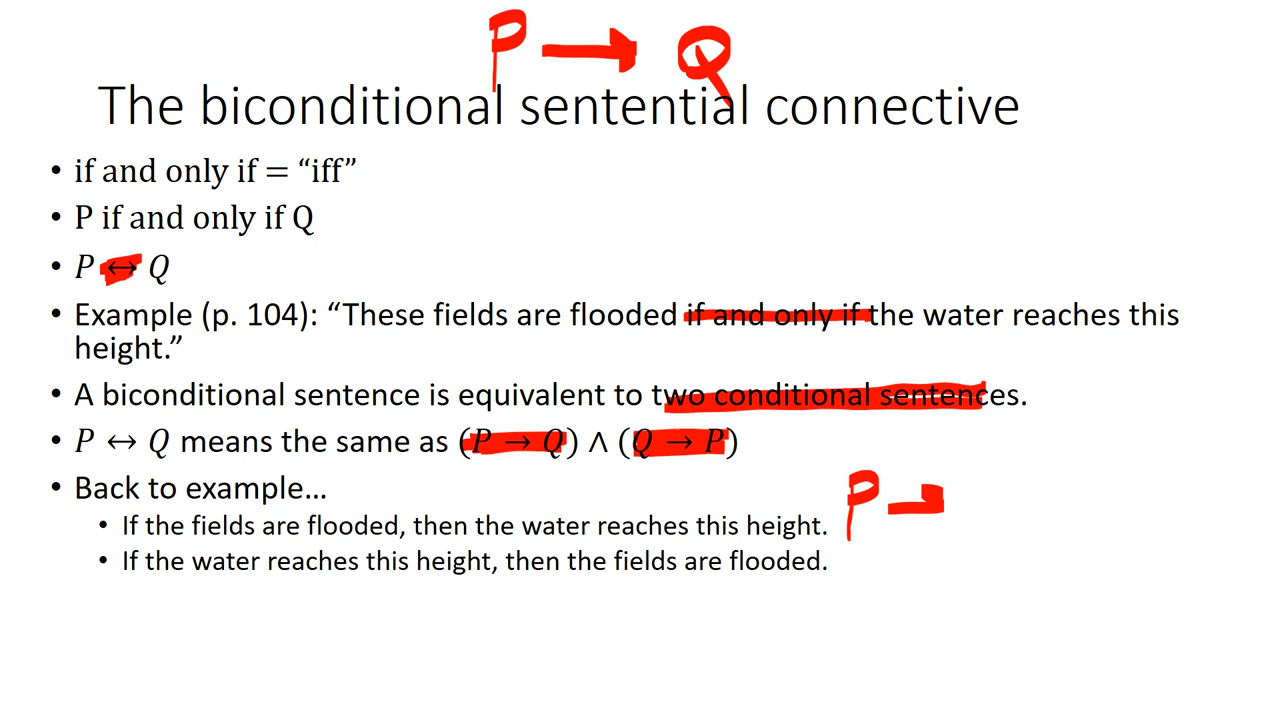 P → Q
The biconditional sentential connective
• if and only if = “iff”
• P if and only if Q
• P ↔ Q
• Example (p. 104): “These fields are flooded if and only if the water reaches this
height.”
• A biconditional sentence is equivalent to two conditional sentences.
• P ↔ Q means the same as (P → Q) ∧ (Q → P)
• Back to example…
• If the fields are flooded, then the water reaches this height.
P →
• If the water reaches this height, then the fields are flooded.